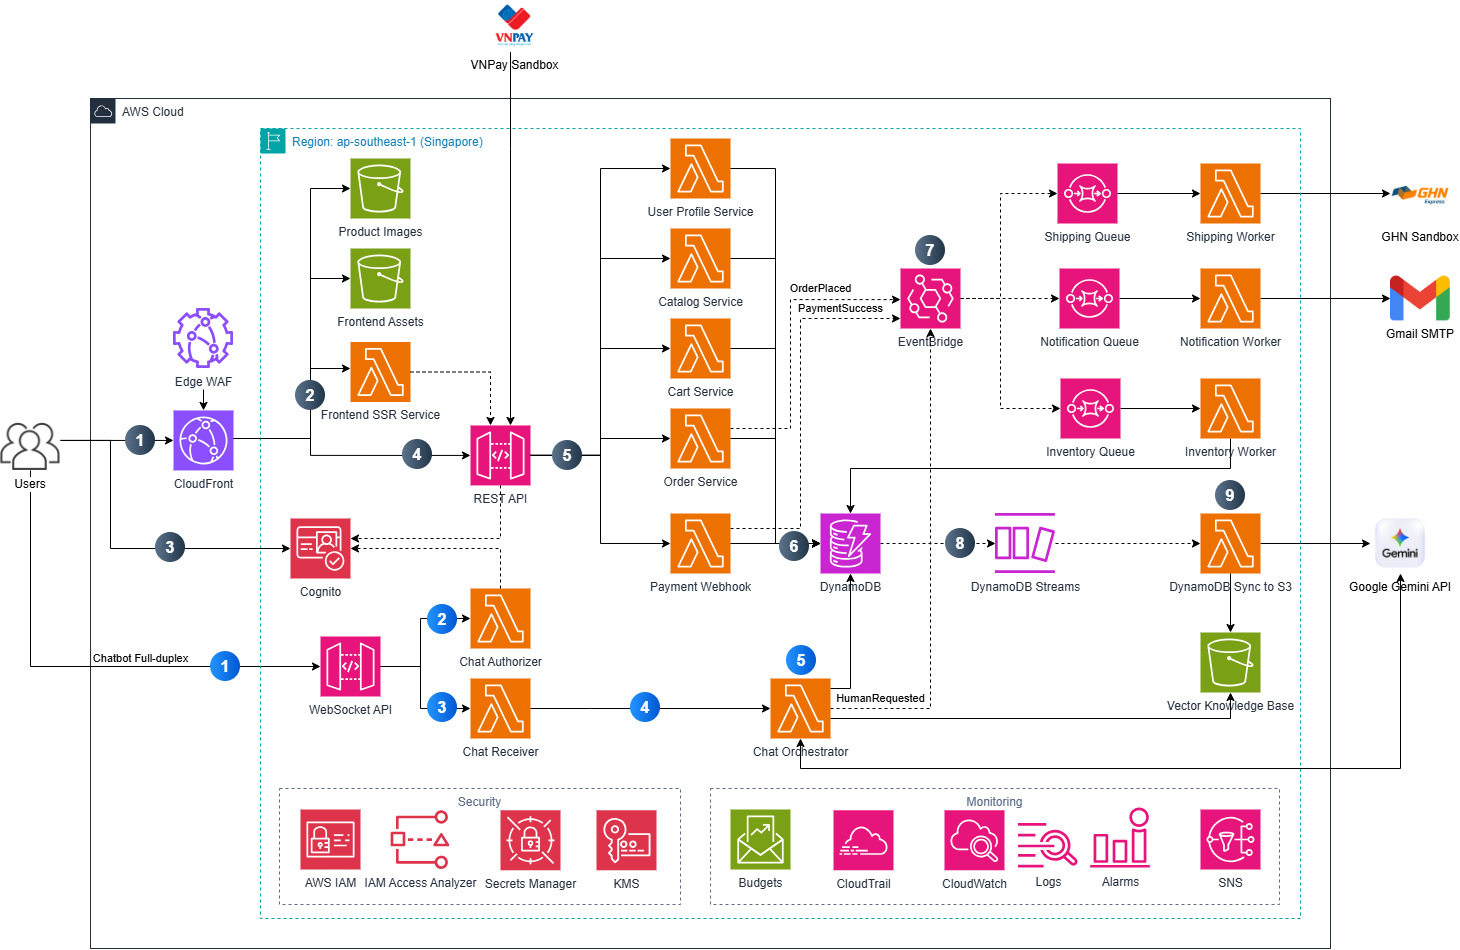 VNPAY
VNPay Sandbox
AWS Cloud
Region: ap-southeast-1 (Singapore)
Product Images
Frontend Assets
Frontend SSR Service
Edge WAF
CloudFront
Users
1
2
3
4
5
REST API
Cognito
User Profile Service
Catalog Service
Cart Service
Order Service
Payment Webhook
OrderPlaced
PaymentSuccess
6
7
EventBridge
Shipping Queue
Shipping Worker
GHN
Express
GHN Sandbox
Notification Queue
Notification Worker
Gmail SMTP
Inventory Queue
Inventory Worker
DynamoDB
8
DynamoDB Streams
9
DynamoDB Sync to S3
Gemini
Google Gemini API
Vector Knowledge Base
Chatbot Full-duplex
1
WebSocket API
2
Chat Authorizer
3
Chat Receiver
4
5
Chat Orchestrator
HumanRequested
Security
AWS IAM
IAM Access Analyzer
Secrets Manager
KMS
Monitoring
Budgets
CloudTrail
CloudWatch
Logs
Alarms
SNS